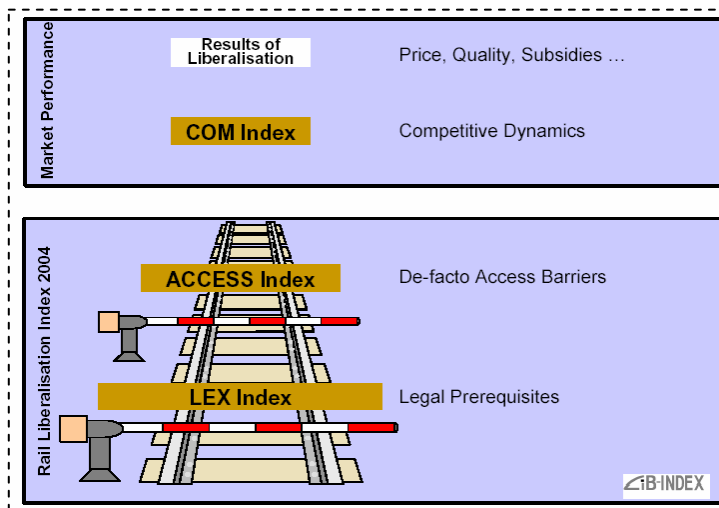 Market Performance
Results of
Liberalisation
Price, Quality, Subsidies ...
COM Index
Competitive Dynamics
Rail Liberalisation Index 2004
ACCESS Index
De-facto Access Barriers
LEX Index
Legal Prerequisites
LiB-INDEX